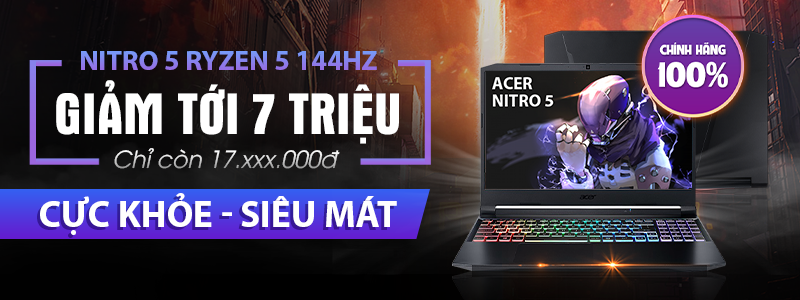 NITRO 5 RYZEN 5 144HZ
GIẢM TỚI 7 TRIỆU
Chỉ còn 17.xxx.000đ
CỰC KHỎE - SIÊU MÁT
ACER
NITRO 5
CHÍNH HÃNG
100%
acer